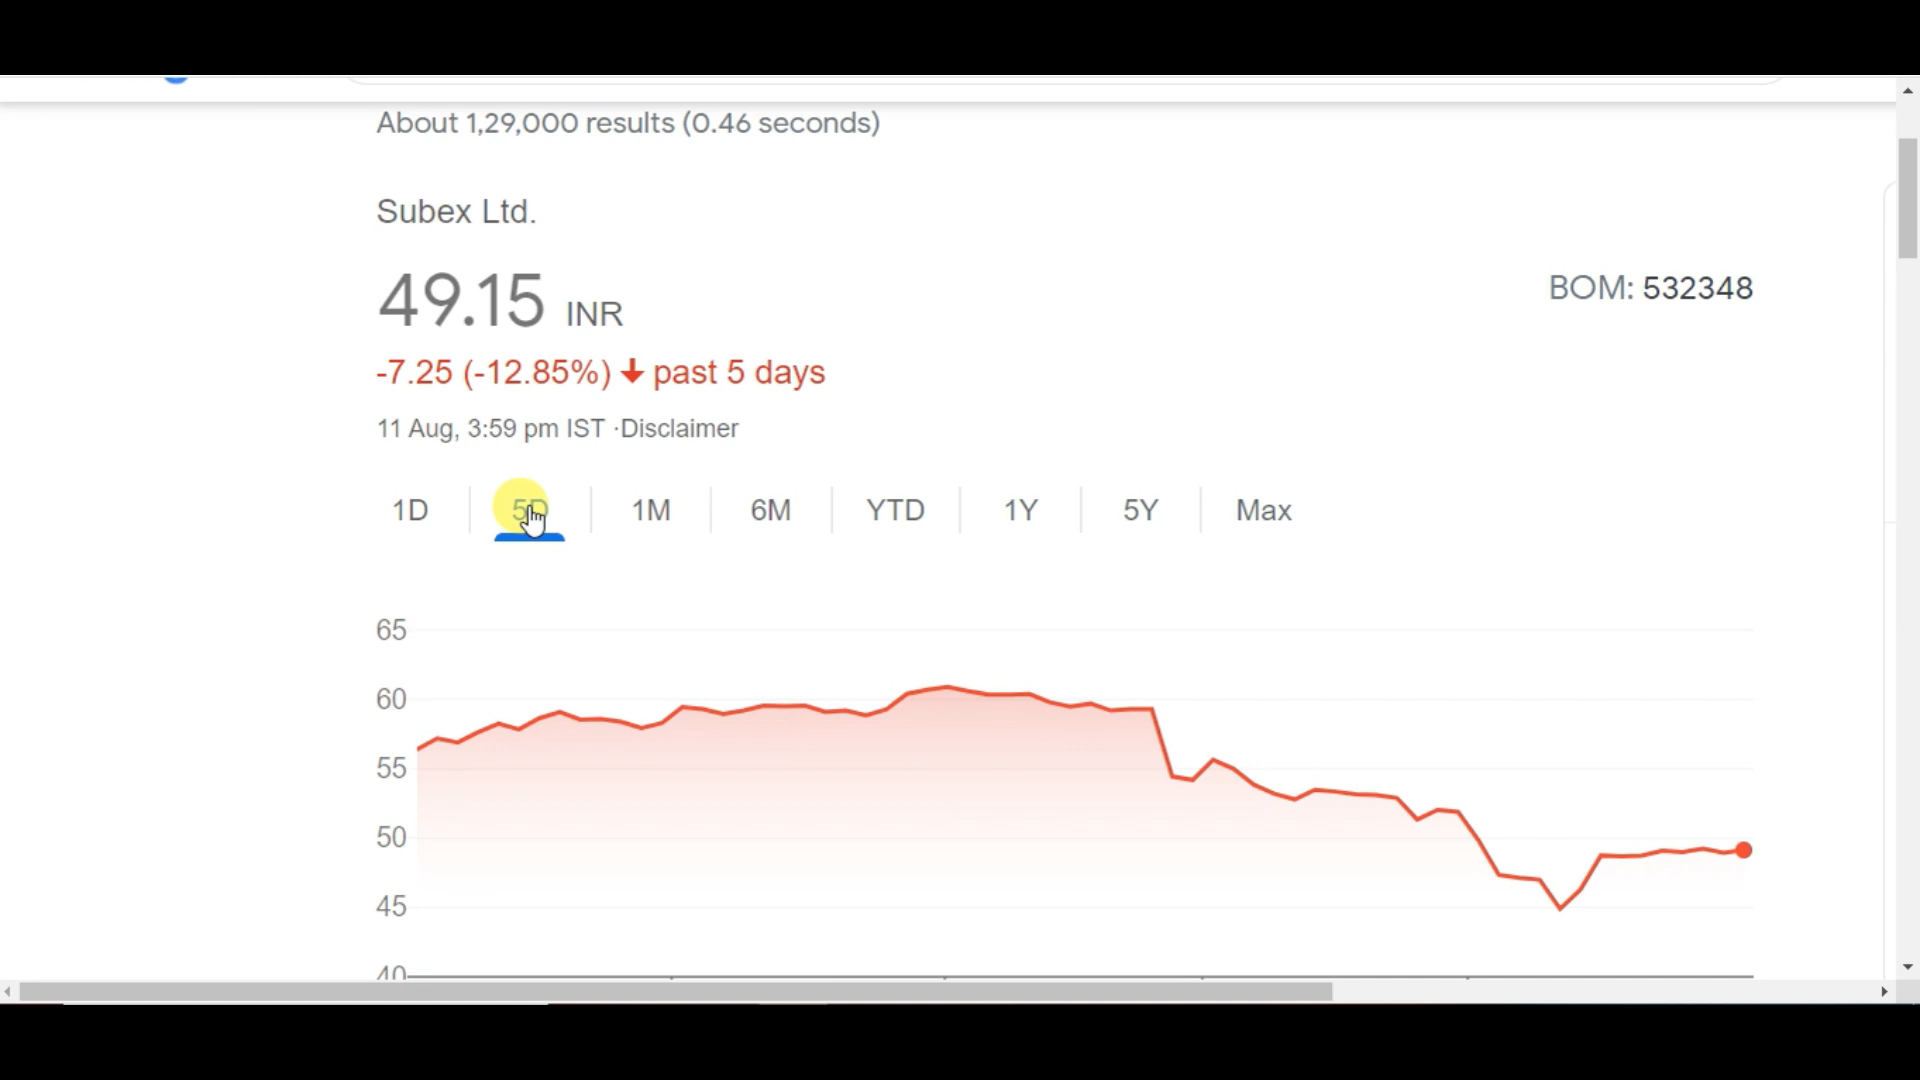 About 1,29,000 results (0.46 seconds)
Subex Ltd.
49.15 INR
BOM: 532348
-7.25 (-12.85%) ↓ past 5 days
11 Aug, 3:59 pm IST ·Disclaimer
1D 5D 1M 6M YTD 1Y 5Y Max
65
60
55
50
45
40